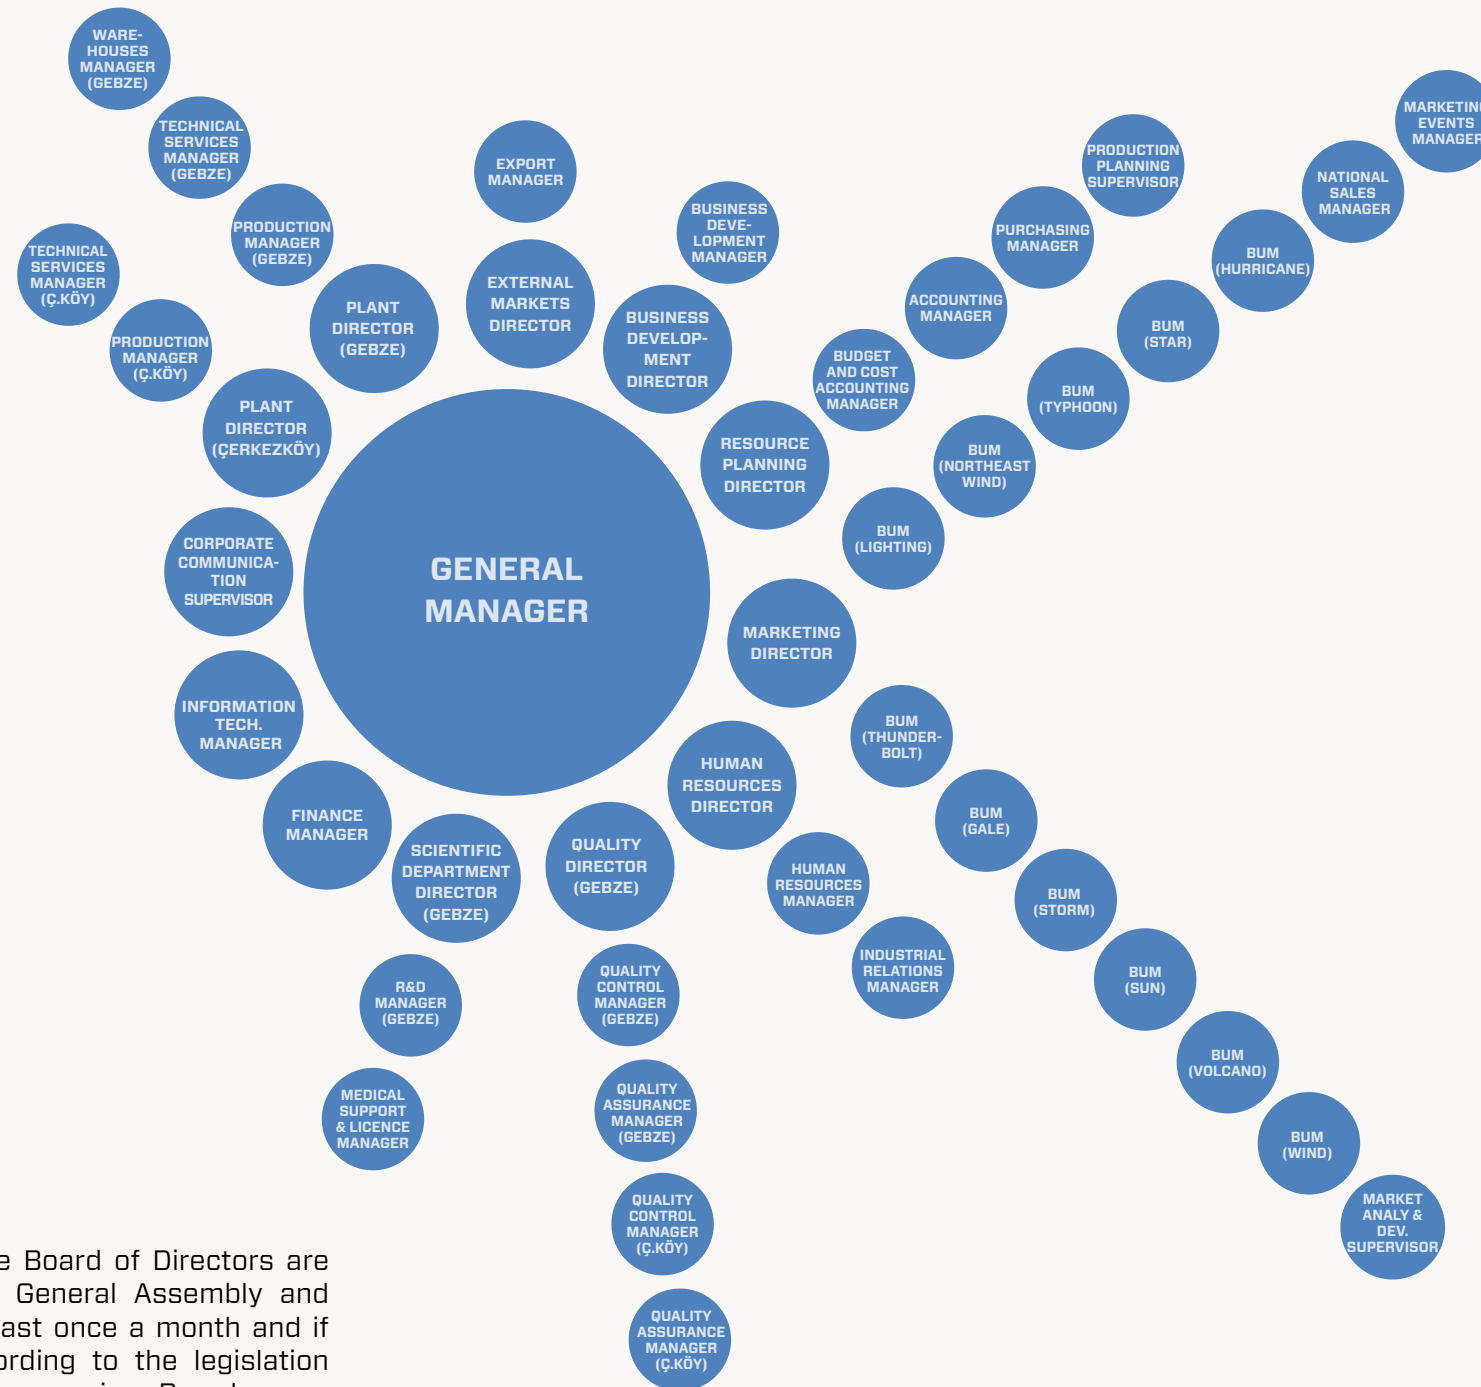 WARE-
HOUSES
MANAGER
(GEBZE)
TECHNICAL
SERVICES
MANAGER
(GEBZE)
PRODUCTION
MANAGER
(GEBZE)
PLANT
DIRECTOR
(GEBZE)
TECHNICAL
SERVICES
MANAGER
(Ç.KÖY)
PRODUCTION
MANAGER
(Ç.KÖY)
PLANT
DIRECTOR
(ÇERKEZKÖY)
EXPORT
MANAGER
EXTERNAL
MARKETS
DIRECTOR
BUSINESS
DEVE-
LOPMENT
MANAGER
BUSINESS
DEVELOP-
MENT
DIRECTOR
PRODUCTION
PLANNING
SUPERVISOR
PURCHASING
MANAGER
ACCOUNTING
MANAGER
BUDGET
AND COST
ACCOUNTING
MANAGER
RESOURCE
PLANNING
DIRECTOR
MARKETING
EVENTS
MANAGER
NATIONAL
SALES
MANAGER
BUM
(HURRICANE)
BUM
(STAR)
BUM
(TYPHOON)
BUM
(NORTHEAST
WIND)
BUM
(LIGHTING)
GENERAL
MANAGER
MARKETING
DIRECTOR
CORPORATE
COMMUNICA-
TION
SUPERVISOR
INFORMATION
TECH.
MANAGER
FINANCE
MANAGER
SCIENTIFIC
DEPARTMENT
DIRECTOR
(GEBZE)
R&D
MANAGER
(GEBZE)
MEDICAL
SUPPORT
& LICENCE
MANAGER
QUALITY
DIRECTOR
(GEBZE)
QUALITY
CONTROL
MANAGER
(GEBZE)
QUALITY
ASSURANCE
MANAGER
(GEBZE)
QUALITY
CONTROL
MANAGER
(Ç.KÖY)
QUALITY
ASSURANCE
MANAGER
(Ç.KÖY)
HUMAN
RESOURCES
DIRECTOR
HUMAN
RESOURCES
MANAGER
INDUSTRIAL
RELATIONS
MANAGER
BUM
(THUNDER-
BOLT)
BUM
(GALE)
BUM
(STORM)
BUM
(SUN)
BUM
(VOLCANO)
BUM
(WIND)
MARKET
ANALY &
DEV.
SUPERVISOR
Board of Directors are
General Assembly and
once a month and if
to the legislation